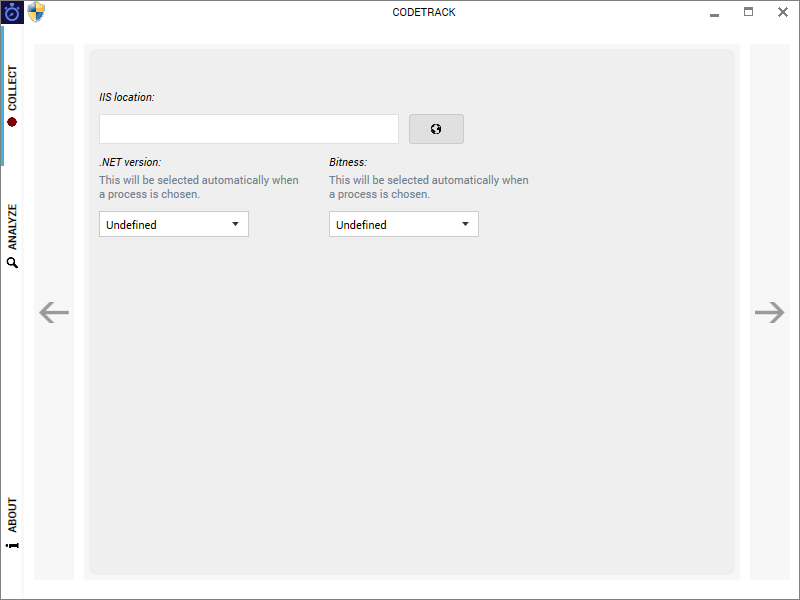 CODETRACK
COLLECT
ANALYZE
ABOUT
IIS location:
.NET version:
This will be selected automatically when
a process is chosen.
Undefined
Bitness:
This will be selected automatically when
a process is chosen.
Undefined